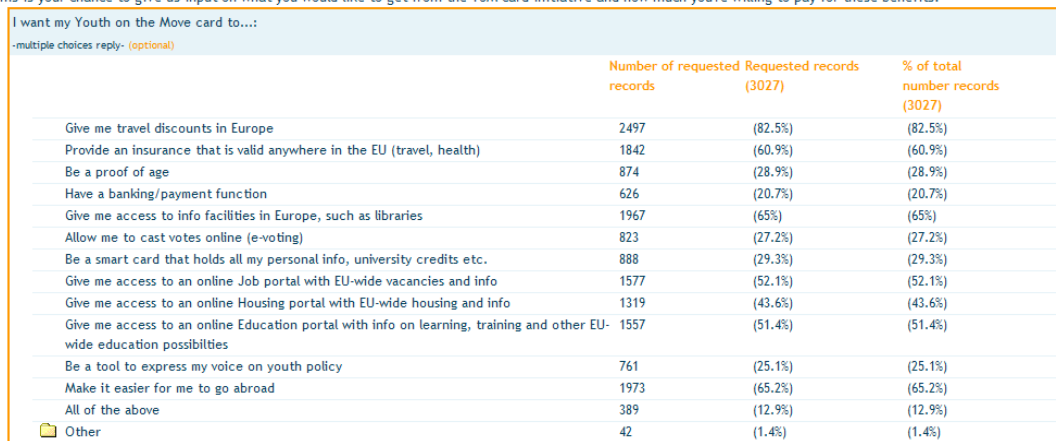 I want my Youth on the Move card to...:
-multiple choices reply- (optional)
Number of requested records Requested records (3027) % of total number records (3027)
Give me travel discounts in Europe 2497 (82.5%) (82.5%)
Provide an insurance that is valid anywhere in the EU (travel, health) 1842 (60.9%) (60.9%)
Be a proof of age 874 (28.9%) (28.9%)
Have a banking/payment function 626 (20.7%) (20.7%)
Give me access to info facilities in Europe, such as libraries 1967 (65%) (65%)
Allow me to cast votes online (e-voting) 823 (27.2%) (27.2%)
Be a smart card that holds all my personal info, university credits etc. 888 (29.3%) (29.3%)
Give me access to an online Job portal with EU-wide vacancies and info 1577 (52.1%) (52.1%)
Give me access to an online Housing portal with EU-wide housing and info 1319 (43.6%) (43.6%)
Give me access to an online Education portal with info on learning, training and other EU- 1557 (51.4%) (51.4%)
wide education possibilties
Be a tool to express my voice on youth policy 761 (25.1%) (25.1%)
Make it easier for me to go abroad 1973 (65.2%) (65.2%)
All of the above 389 (12.9%) (12.9%)
Other 42 (1.4%) (1.4%)